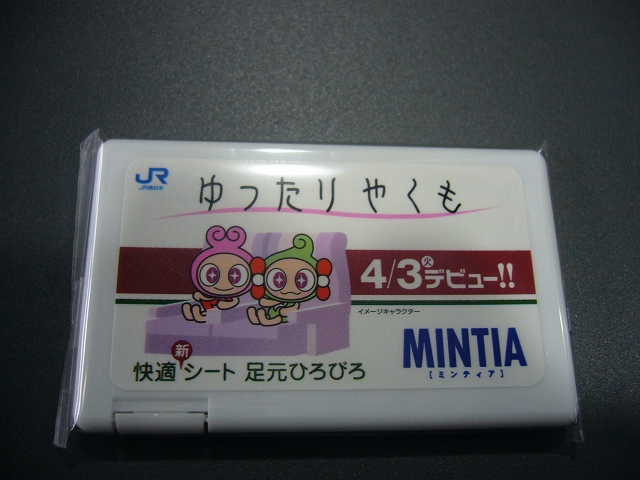 JR
JR西日本
ゆったりやくも
4/3火デビュー!!
イメージキャラクター
MINTIA
[ミンティア]
新
快適シート 足元ひろびろ